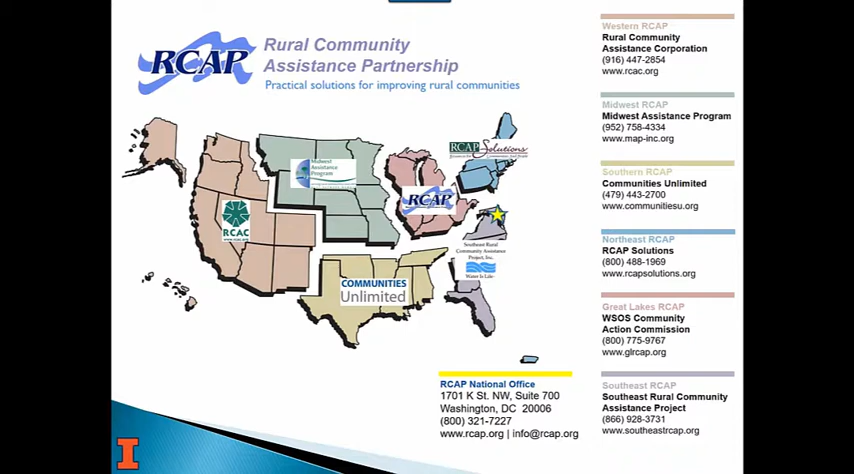 RCAP
Rural Community
Assistance Partnership
Practical solutions for improving rural communities
RCAP Solutions
Midwest
Assistance
Program
RCAP
RCAC
www.rcac.org
Southeast Rural
Community Assistance
Project, Inc.
Water Is Life
COMMUNITIES
Unlimited
RCAP National Office
1701 K St. NW, Suite 700
Washington, DC 20006
(800) 321-7227
www.rcap.org | info@rcap.org
Western RCAP
Rural Community
Assistance Corporation
(916) 447-2854
www.rcac.org
Midwest RCAP
Midwest Assistance Program
(952) 758-4334
www.map-inc.org
Southern RCAP
Communities Unlimited
(479) 443-2700
www.communitiesu.org
Northeast RCAP
RCAP Solutions
(800) 488-1969
www.rcapsolutions.org
Great Lakes RCAP
WSOS Community
Action Commission
(800) 775-9767
www.glrcap.org
Southeast RCAP
Southeast Rural Community
Assistance Project
(866) 928-3731
www.southeastrcap.org
I